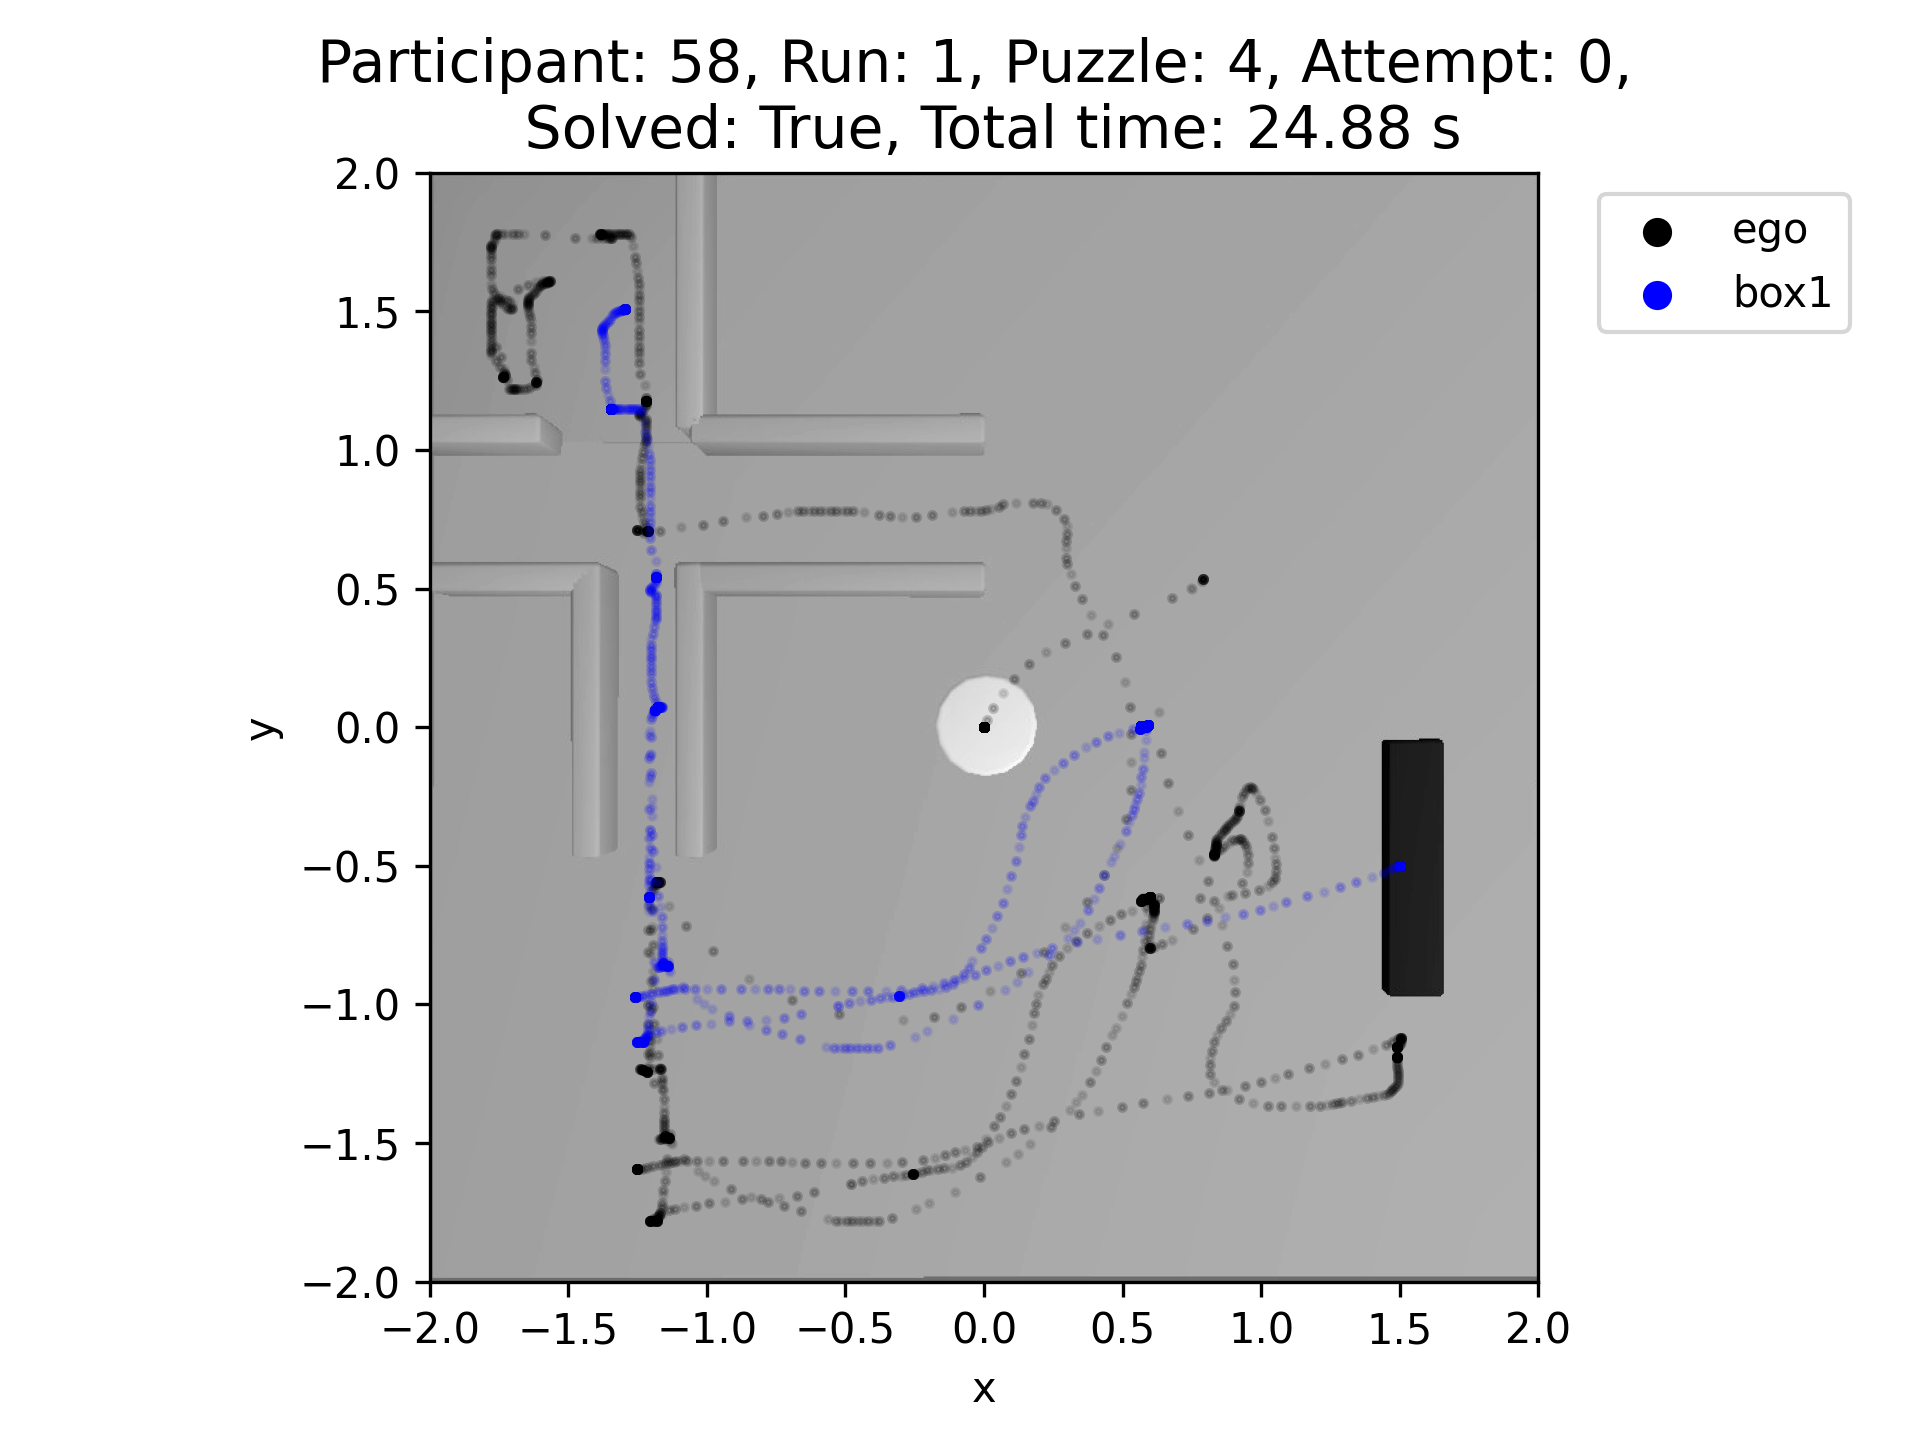 Participant: 58, Run: 1, Puzzle: 4, Attempt: 0,
Solved: True, Total time: 24.88 s
2.0
1.5
1.0
0.5
0.0
−0.5
−1.0
−1.5
−2.0
y
−2.0 −1.5 −1.0 −0.5 0.0 0.5 1.0 1.5 2.0
x
ego
box1